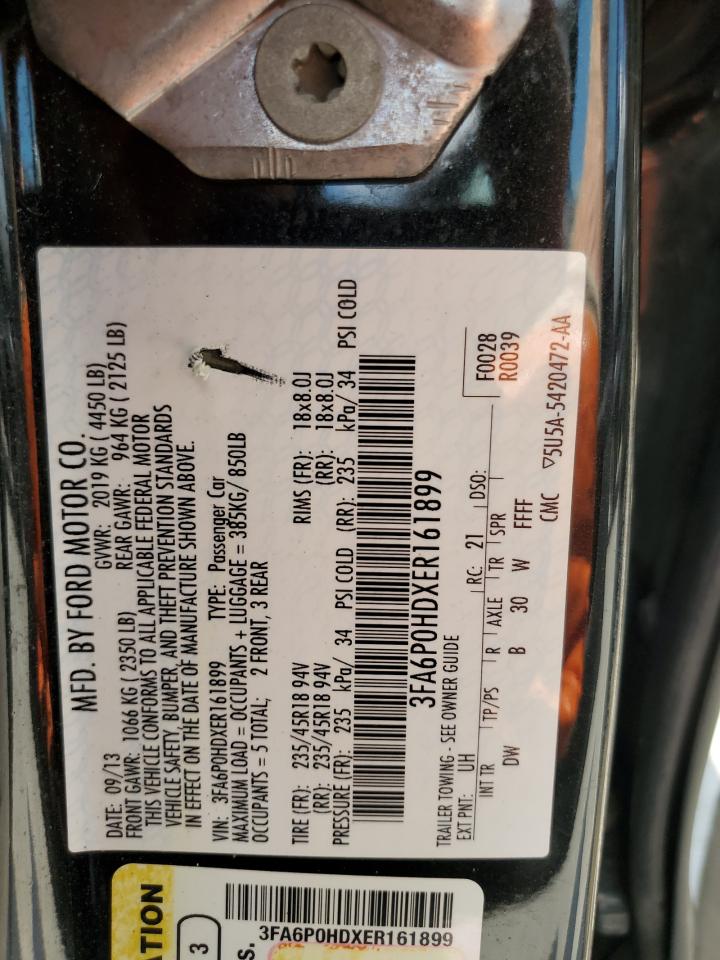 MFD. BY FORD MOTOR CO.
DATE: 09/13 GVWR: 2019 KG ( 4450 LB)
FRONT GAWR: 1066 KG ( 2350 LB) REAR GAWR: 964 KG ( 2125 LB)
THIS VEHICLE CONFORMS TO ALL APPLICABLE FEDERAL MOTOR
VEHICLE SAFETY, BUMPER, AND THEFT PREVENTION STANDARDS
IN EFFECT ON THE DATE OF MANUFACTURE SHOWN ABOVE.
VIN: 3FA6P0HDXER161899 TYPE: Passenger Car
MAXIMUM LOAD = OCCUPANTS + LUGGAGE = 385KG/ 850LB
OCCUPANTS = 5 TOTAL; 2 FRONT, 3 REAR
TIRE (FR): 235/45R18 94V RIMS (FR): 18x8.0J
(RR): 235/45R18 94V (RR): 18x8.0J
PRESSURE (FR): 235 kPa/ 34 PSI COLD (RR): 235 kPa/ 34 PSI COLD
3FA6P0HDXER161899
TRAILER TOWING - SEE OWNER GUIDE
F0028
R0039
EXT PNT: UH RC: 21 DSO:
INT TR TP/PS R AXLE TR SPR
DW B 30 W FFFF
CMC ▽5U5A-5420472-AA
ATION
3
s.
3FA6P0HDXER161899